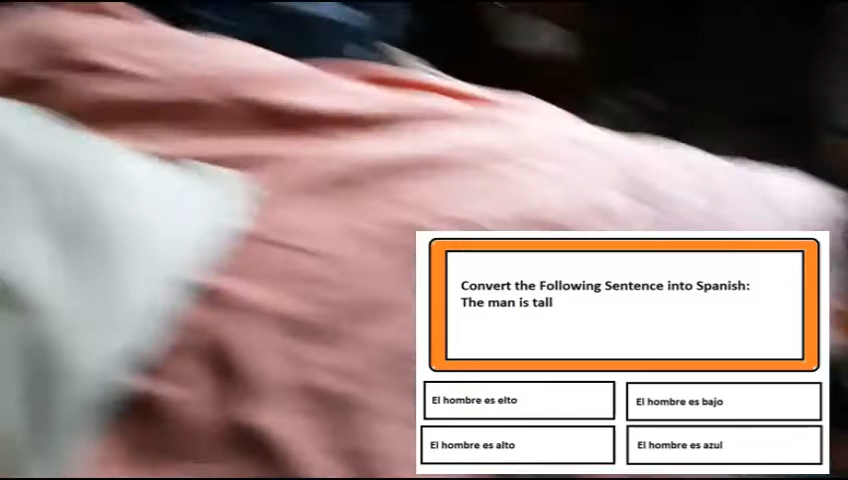 Convert the Following Sentence into Spanish:
The man is tall
El hombre es elto
El hombre es bajo
El hombre es alto
El hombre es azul